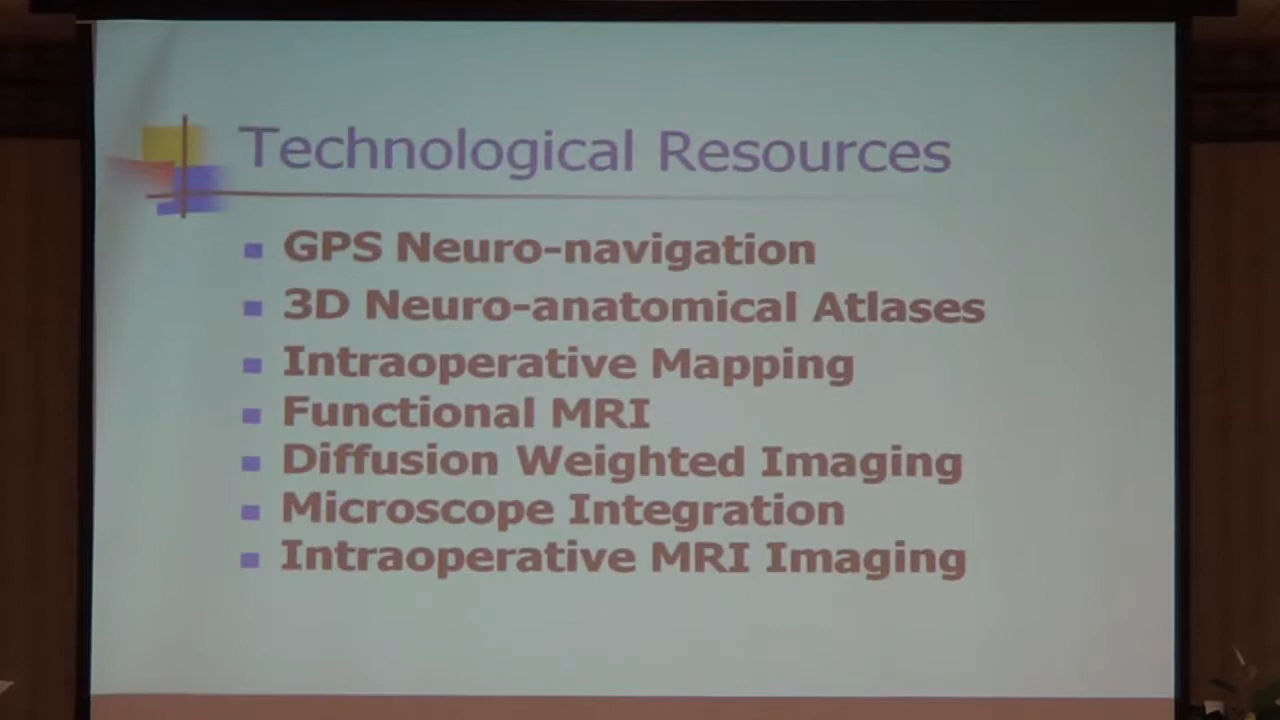 Technological Resources
GPS Neuro-navigation
3D Neuro-anatomical Atlases
Intraoperative Mapping
Functional MRI
Diffusion Weighted Imaging
Microscope Integration
Intraoperative MRI Imaging